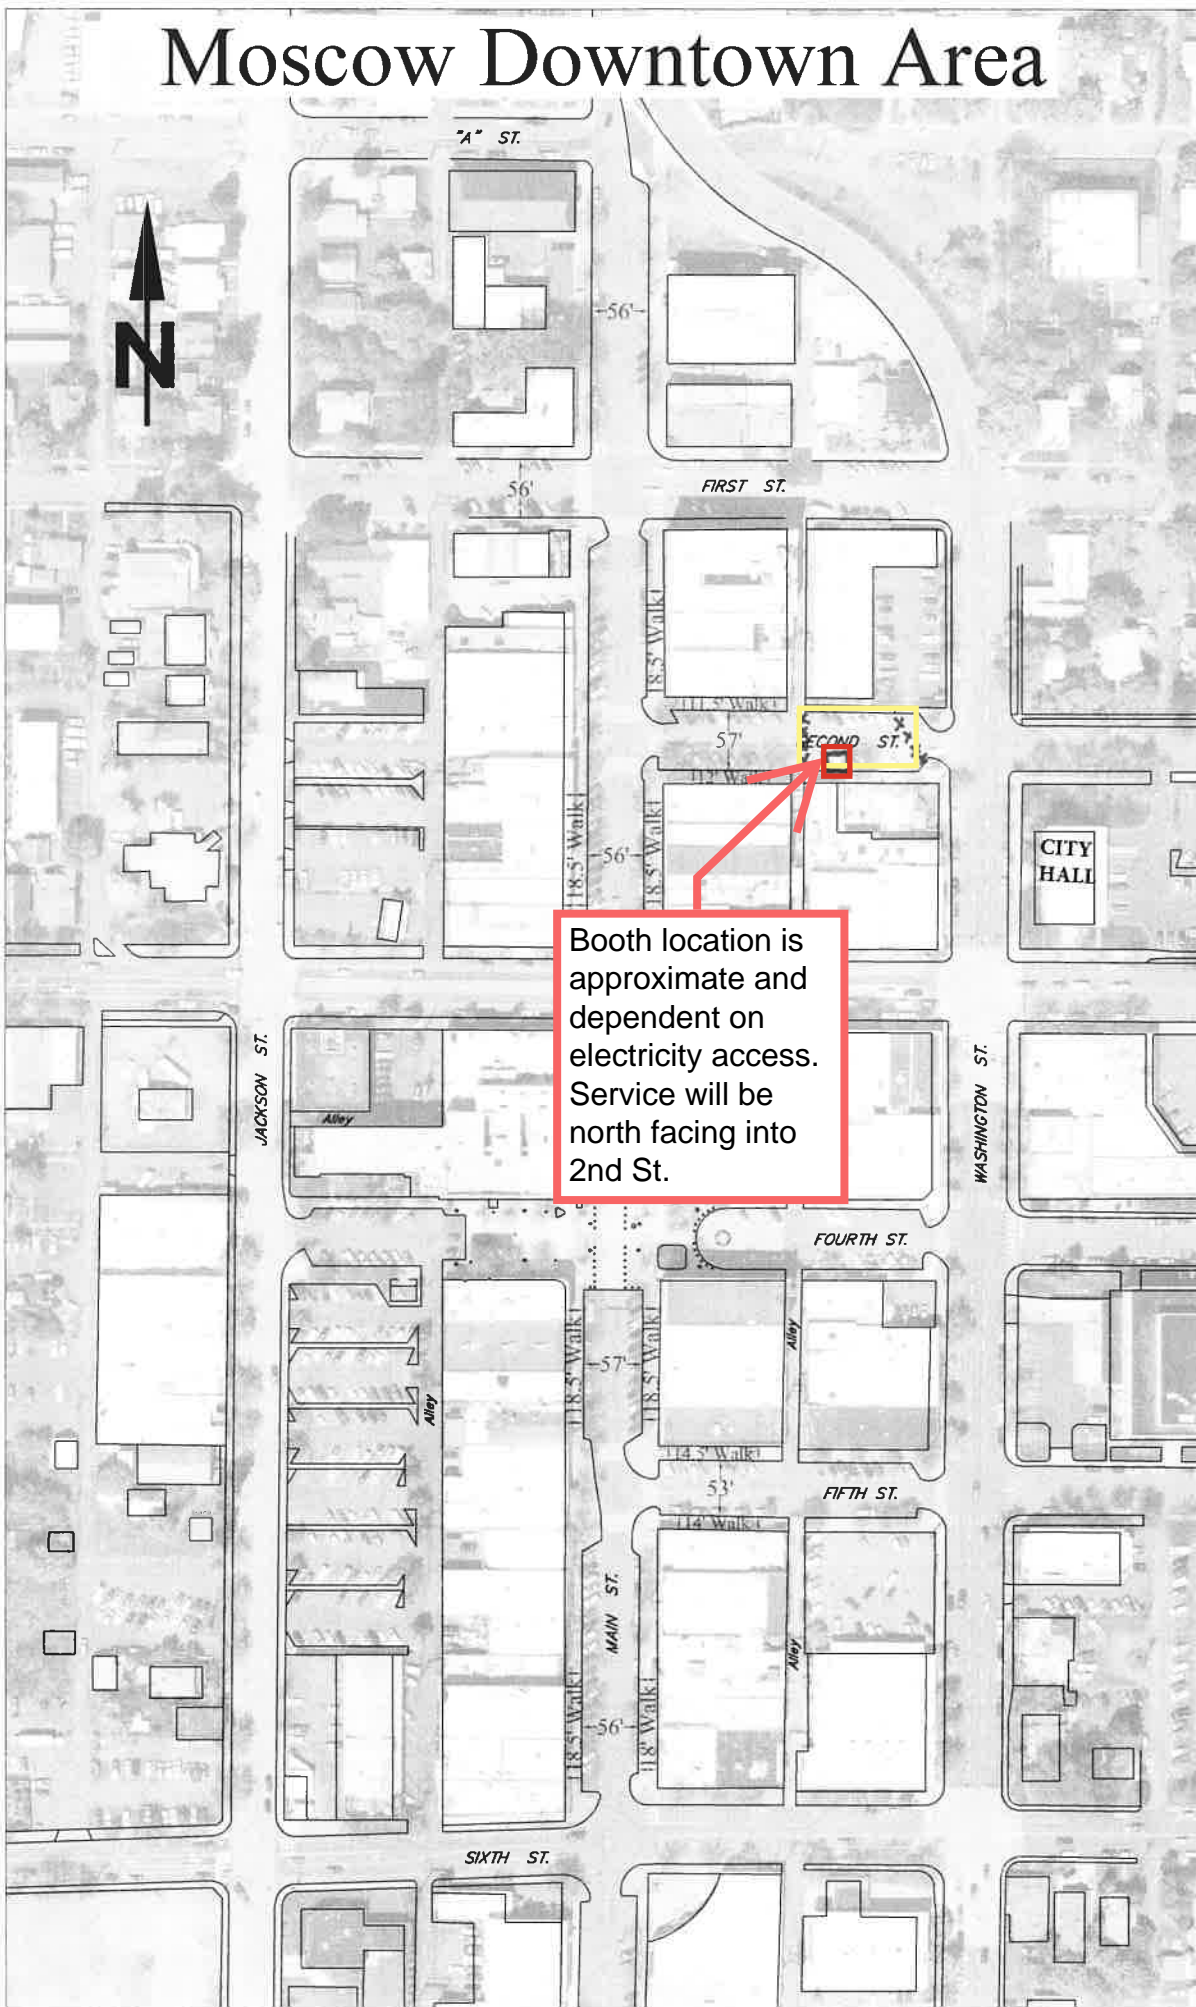 Moscow Downtown Area
"A" ST.
N
56'
56'
FIRST ST.
18.5' Walk
11.5' Walk
57'
ECOND ST.
12' Walk
18.5' Walk
56'
18.5' Walk
CITY
HALL
Booth location is
approximate and
dependent on
electricity access.
Service will be
north facing into
2nd St.
JACKSON ST.
WASHINGTON ST.
Alley
FOURTH ST.
18.5' Walk
57'
18.5' Walk
Alley
Alley
14.5' Walk
53'
FIFTH ST.
14' Walk
MAIN ST.
Alley
18.5' Walk
56'
18' Walk
SIXTH ST.